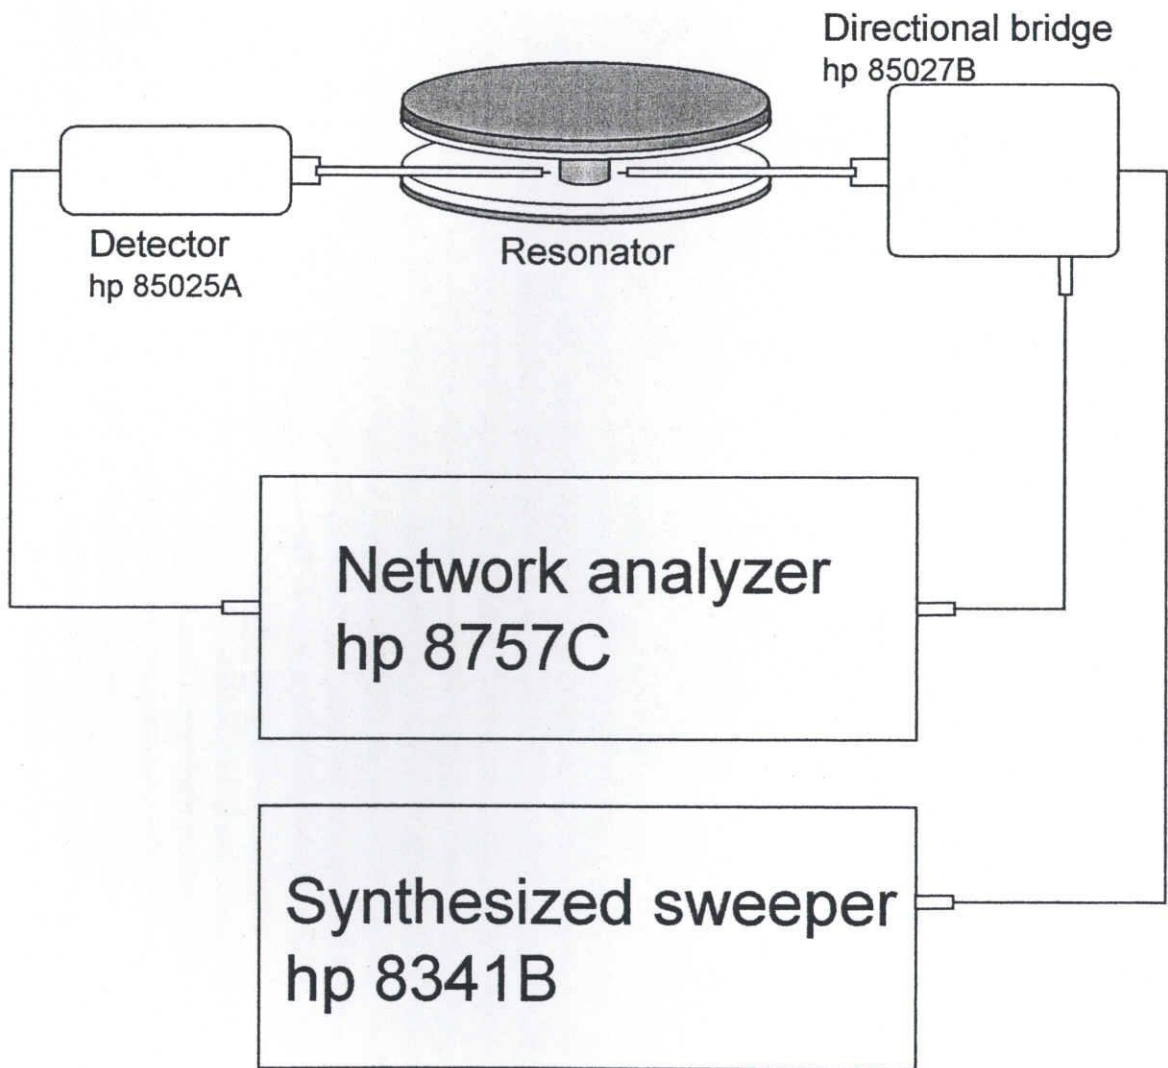 Directional bridge
hp 85027B
Detector
hp 85025A
Resonator
Network analyzer
hp 8757C
Synthesized sweeper
hp 8341B